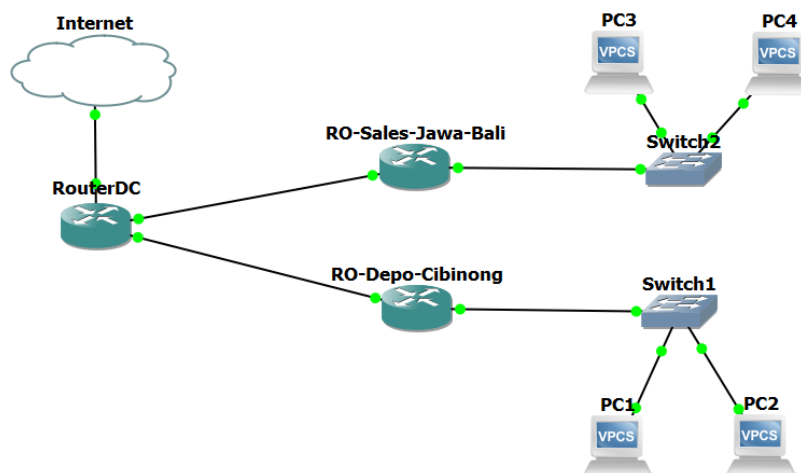 Internet
PC3
PC4
VPCS
VPCS
RO-Sales-Jawa-Bali
Switch2
RouterDC
RO-Depo-Cibinong
Switch1
PC1
PC2
VPCS
VPCS